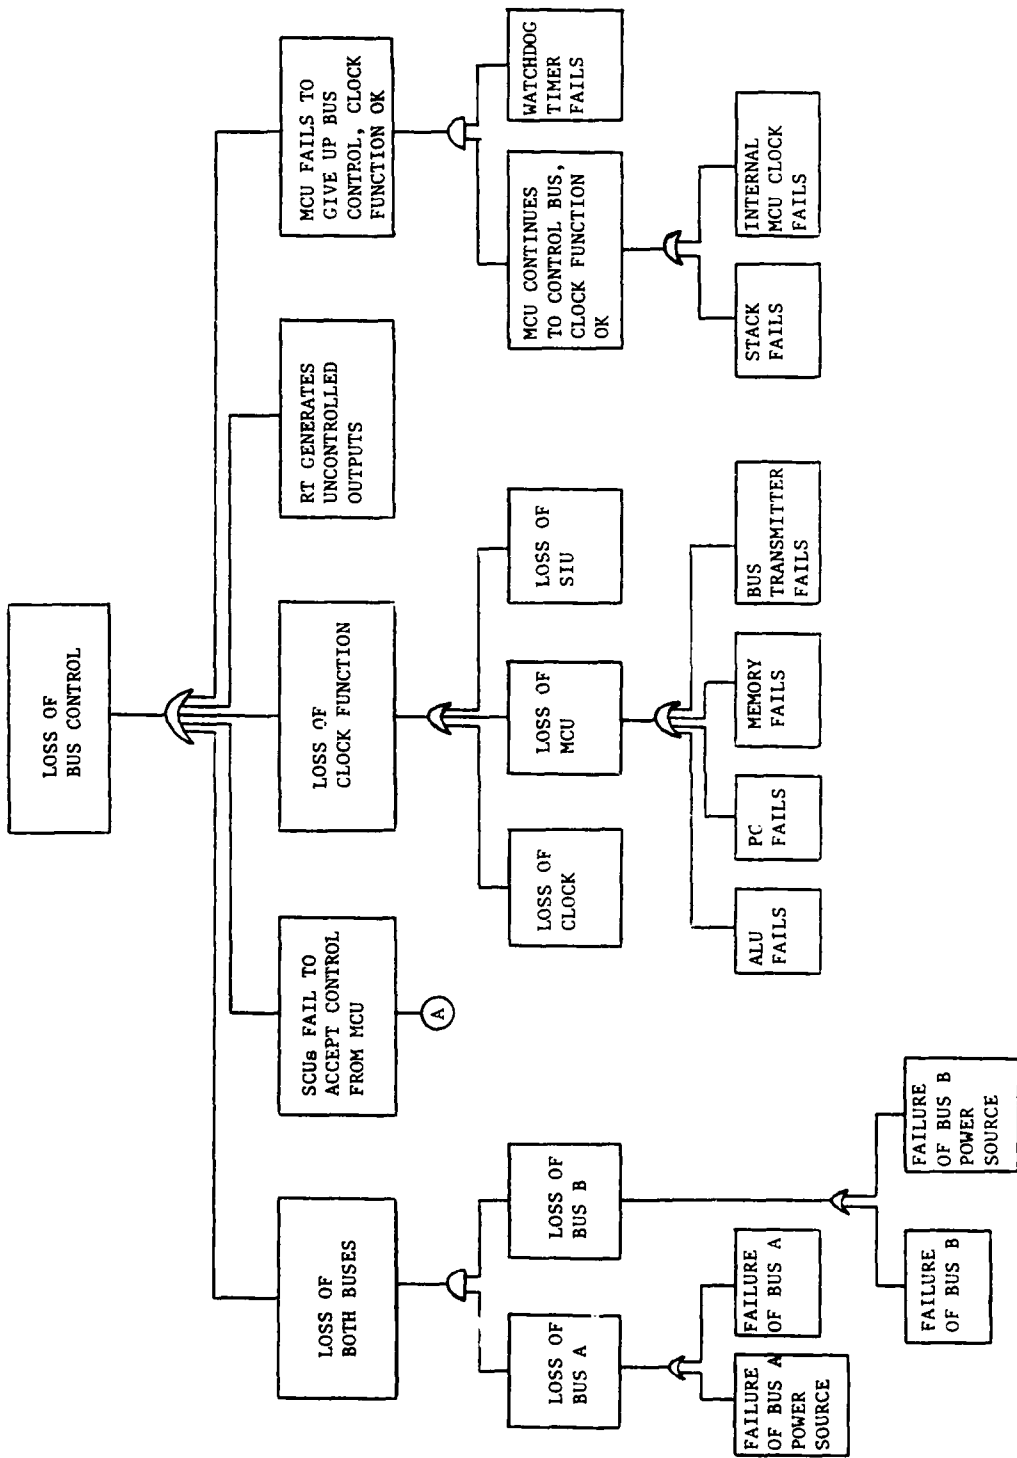 LOSS OF
BUS CONTROL
LOSS OF
BOTH BUSES
SCUs FAIL TO
ACCEPT CONTROL
FROM MCU
LOSS OF
CLOCK FUNCTION
RT GENERATES
UNCONTROLLED
OUTPUTS
MCU FAILS TO
GIVE UP BUS
CONTROL, CLOCK
FUNCTION OK
A
LOSS OF
BUS A
LOSS OF
BUS B
LOSS OF
CLOCK
LOSS OF
MCU
LOSS OF
SIU
MCU CONTINUES
TO CONTROL BUS,
CLOCK FUNCTION
OK
WATCHDOG
TIMER
FAILS
FAILURE
OF BUS A
POWER
SOURCE
FAILURE
OF BUS A
ALU
FAILS
PC
FAILS
MEMORY
FAILS
BUS
TRANSMITTER
FAILS
STACK
FAILS
INTERNAL
MCU CLOCK
FAILS
FAILURE
OF BUS B
FAILURE
OF BUS B
POWER
SOURCE